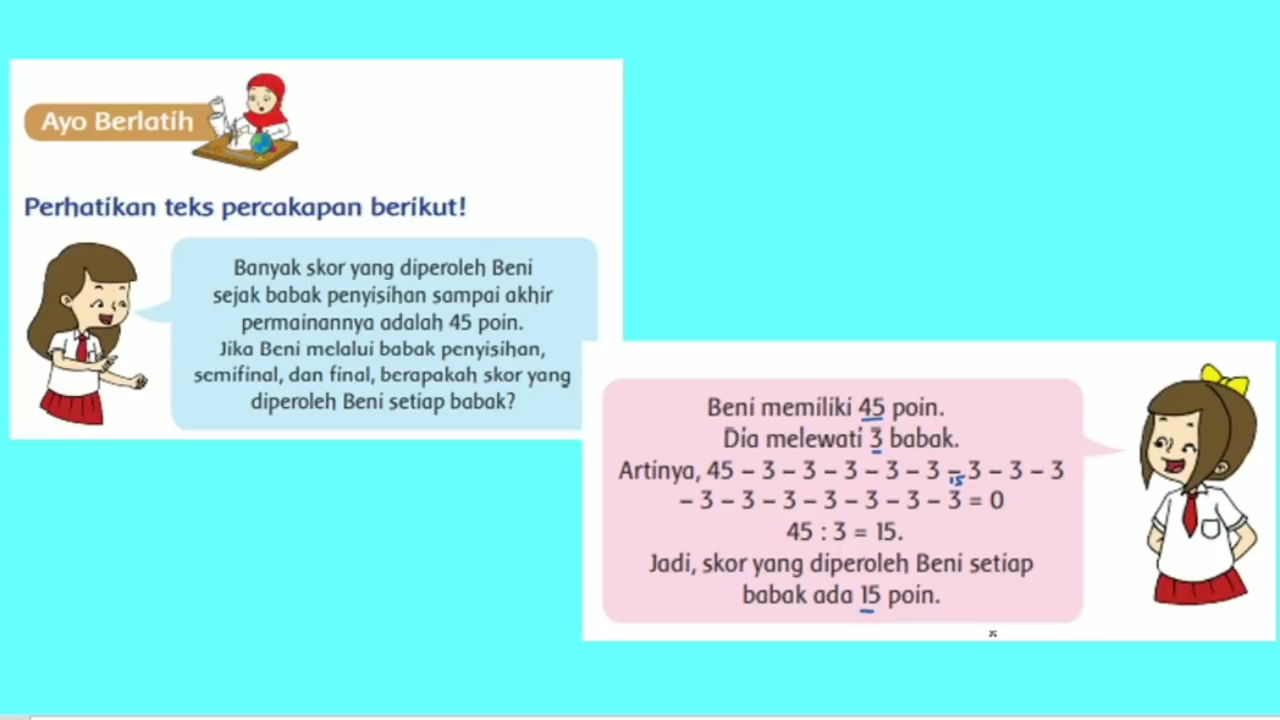 Ayo Berlatih
Perhatikan teks percakapan berikut!
Banyak skor yang diperoleh Beni
sejak babak penyisihan sampai akhir
permainannya adalah 45 poin.
Jika Beni melalui babak penyisihan,
semifinal, dan final, berapakah skor yang
diperoleh Beni setiap babak?
Beni memiliki 45 poin.
Dia melewati 3 babak.
Artinya, 45 – 3 – 3 – 3 – 3 – 3 – 3 – 3 – 3
15
– 3 – 3 – 3 – 3 – 3 – 3 – 3 = 0
45 : 3 = 15.
Jadi, skor yang diperoleh Beni setiap
babak ada 15 poin.